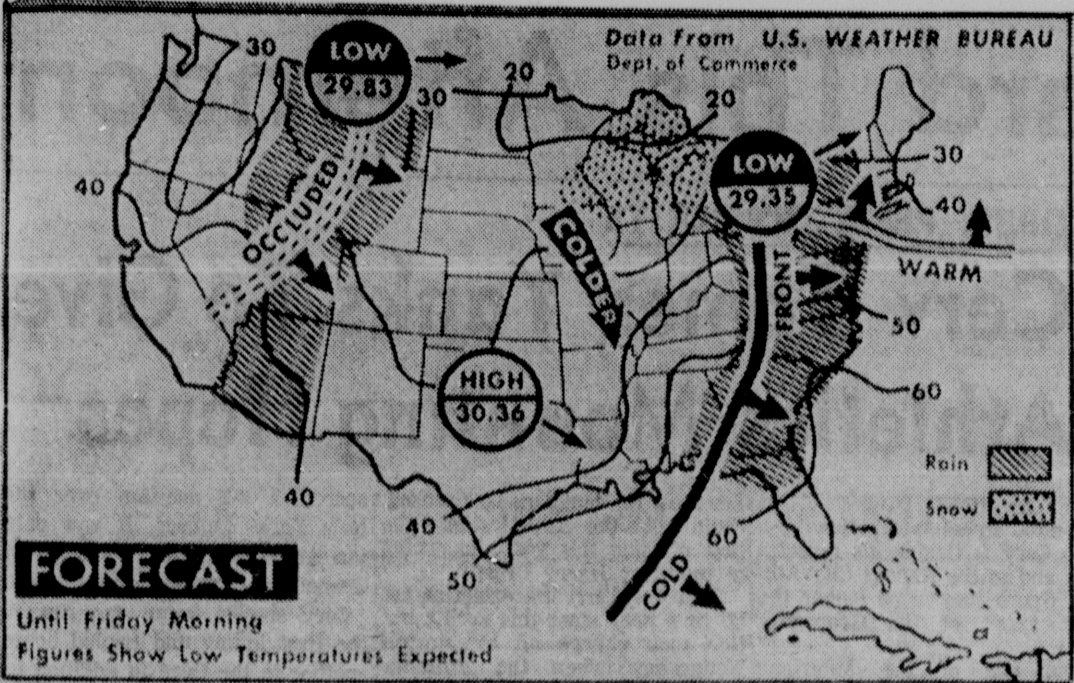 Data From U.S. WEATHER BUREAU
Dept. of Commerce
LOW
29.83
30
30
20
20
LOW
29.35
30
40
40
WARM
OCCLUDED
COLDER
FRONT
50
60
HIGH
30.36
Rain
Snow
40
40
50
60
COLD
FORECAST
Until Friday Morning
Figures Show Low Temperatures Expected